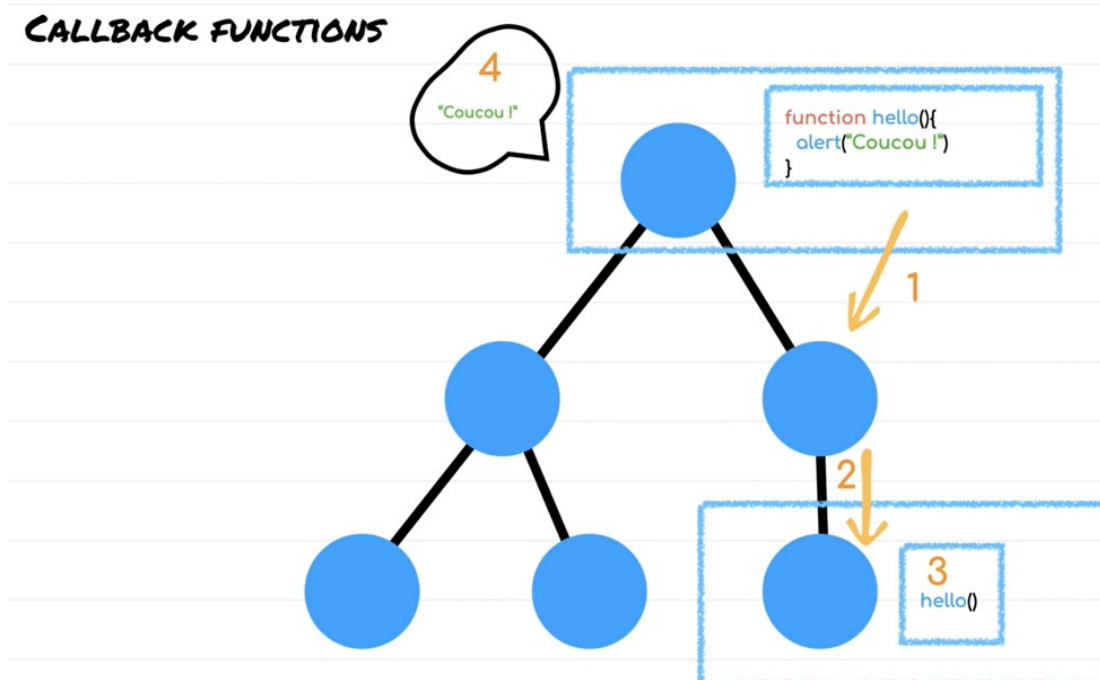 CALLBACK FUNCTIONS
4
"Coucou !"
function hello(){
alert("Coucou !")
}
1
2
3
hello()